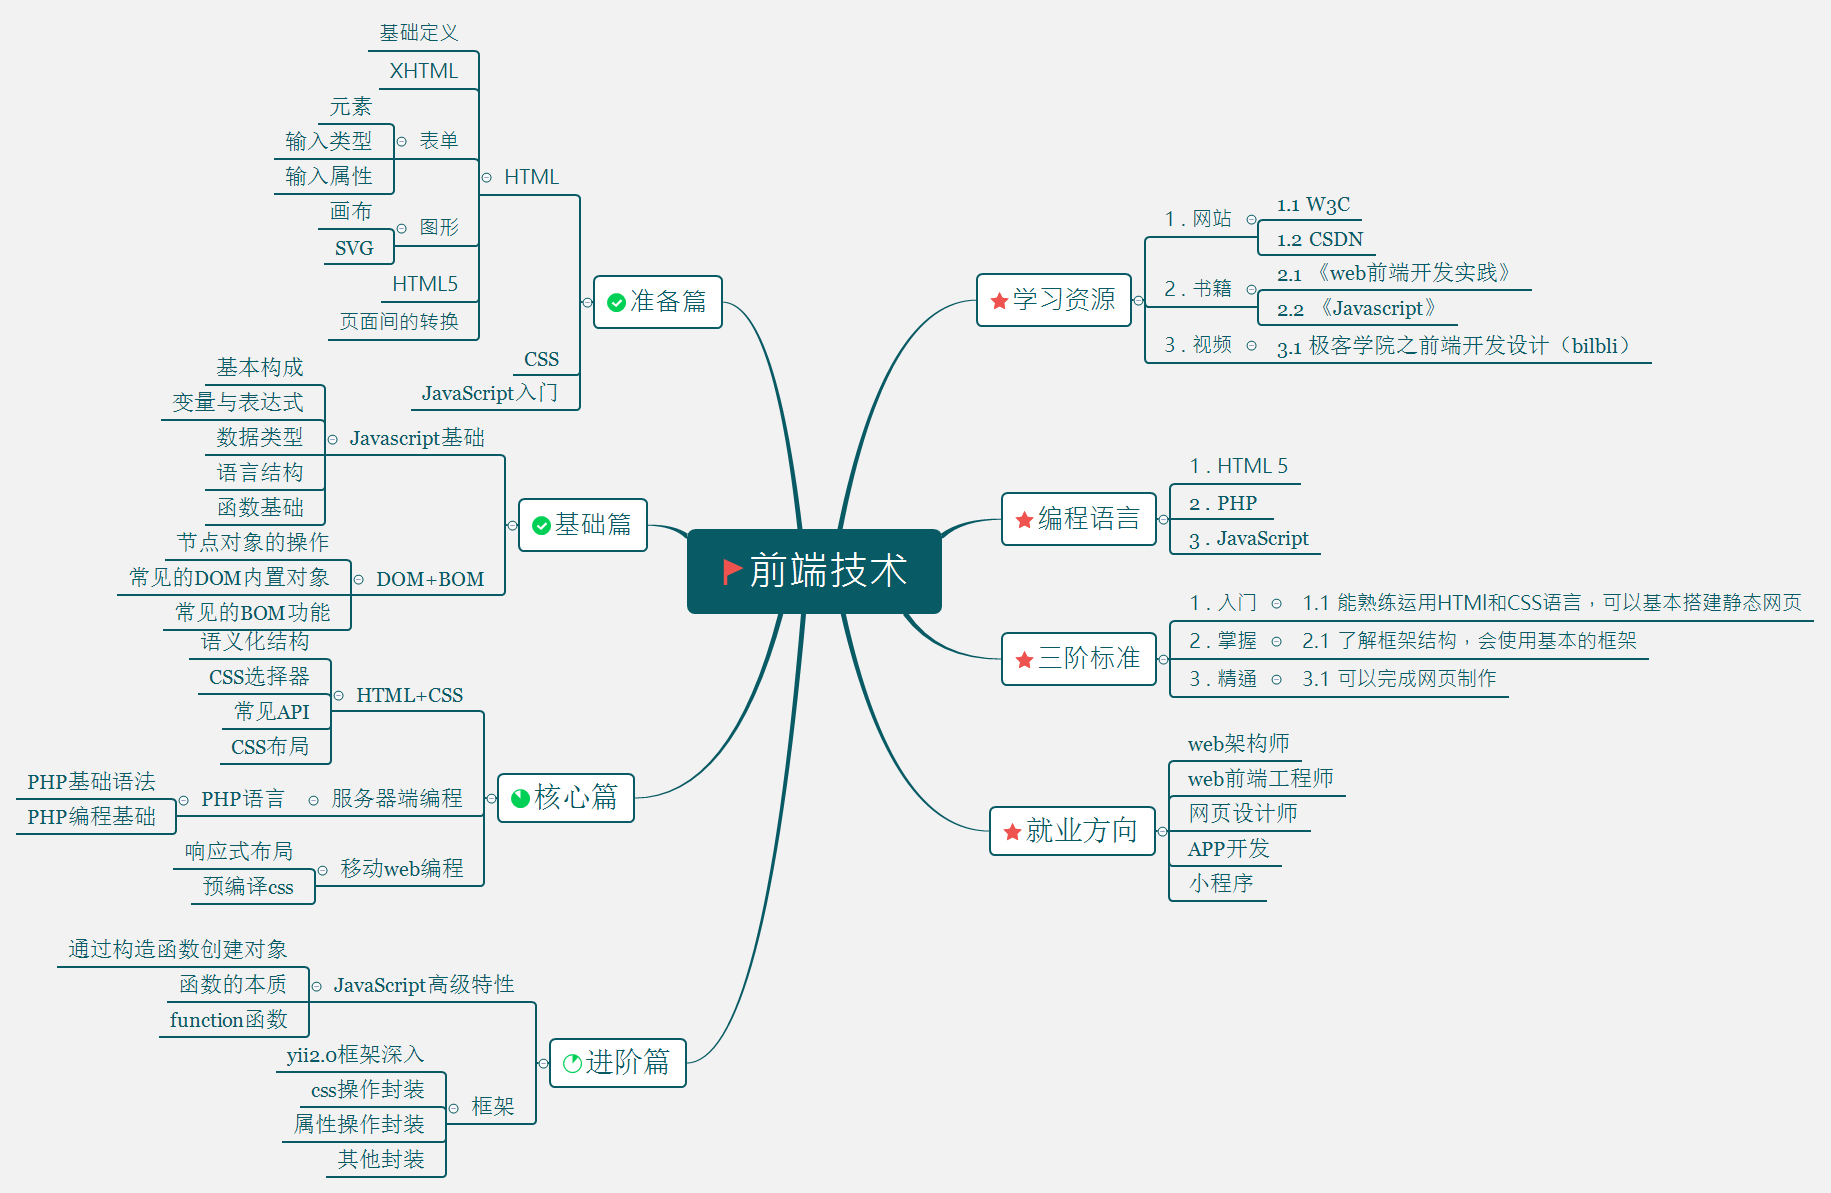 前端技术
学习资源
1 . 网站
1.1 W3C
1.2 CSDN
2 . 书籍
2.1 《web前端开发实践》
2.2 《Javascript》
3 . 视频
3.1 极客学院之前端开发设计（bilbli）
编程语言
1 . HTML 5
2 . PHP
3 . JavaScript
三阶标准
1 . 入门
1.1 能熟练运用HTMl和CSS语言，可以基本搭建静态网页
2 . 掌握
2.1 了解框架结构，会使用基本的框架
3 . 精通
3.1 可以完成网页制作
就业方向
web架构师
web前端工程师
网页设计师
APP开发
小程序
准备篇
HTML
基础定义
XHTML
表单
元素
输入类型
输入属性
图形
画布
SVG
HTML5
页面间的转换
CSS
JavaScript入门
基础篇
Javascript基础
基本构成
变量与表达式
数据类型
语言结构
函数基础
DOM+BOM
节点对象的操作
常见的DOM内置对象
常见的BOM功能
核心篇
HTML+CSS
语义化结构
CSS选择器
常见API
CSS布局
服务器端编程
PHP语言
PHP基础语法
PHP编程基础
移动web编程
响应式布局
预编译css
进阶篇
JavaScript高级特性
通过构造函数创建对象
函数的本质
function函数
框架
yii2.0框架深入
css操作封装
属性操作封装
其他封装